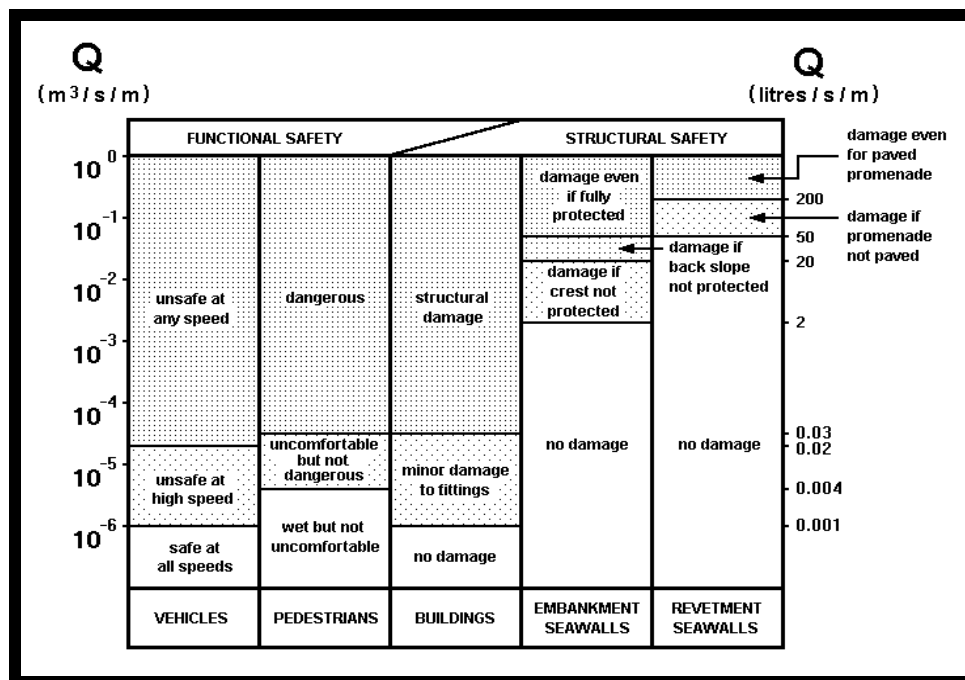 Q
(m³/s/m)
Q
(litres/s/m)
FUNCTIONAL SAFETY
STRUCTURAL SAFETY
10⁰
10⁻¹
10⁻²
10⁻³
10⁻⁴
10⁻⁵
10⁻⁶
unsafe at
any speed
unsafe at
high speed
safe at
all speeds
VEHICLES
dangerous
uncomfortable
but not
dangerous
wet but not
uncomfortable
PEDESTRIANS
structural
damage
minor damage
to fittings
no damage
BUILDINGS
damage even
if fully
protected
damage if
crest not
protected
no damage
EMBANKMENT
SEAWALLS
damage if
back slope
not protected
no damage
REVETMENT
SEAWALLS
200
50
20
2
0.03
0.02
0.004
0.001
damage even
for paved
promenade
damage if
promenade
not paved